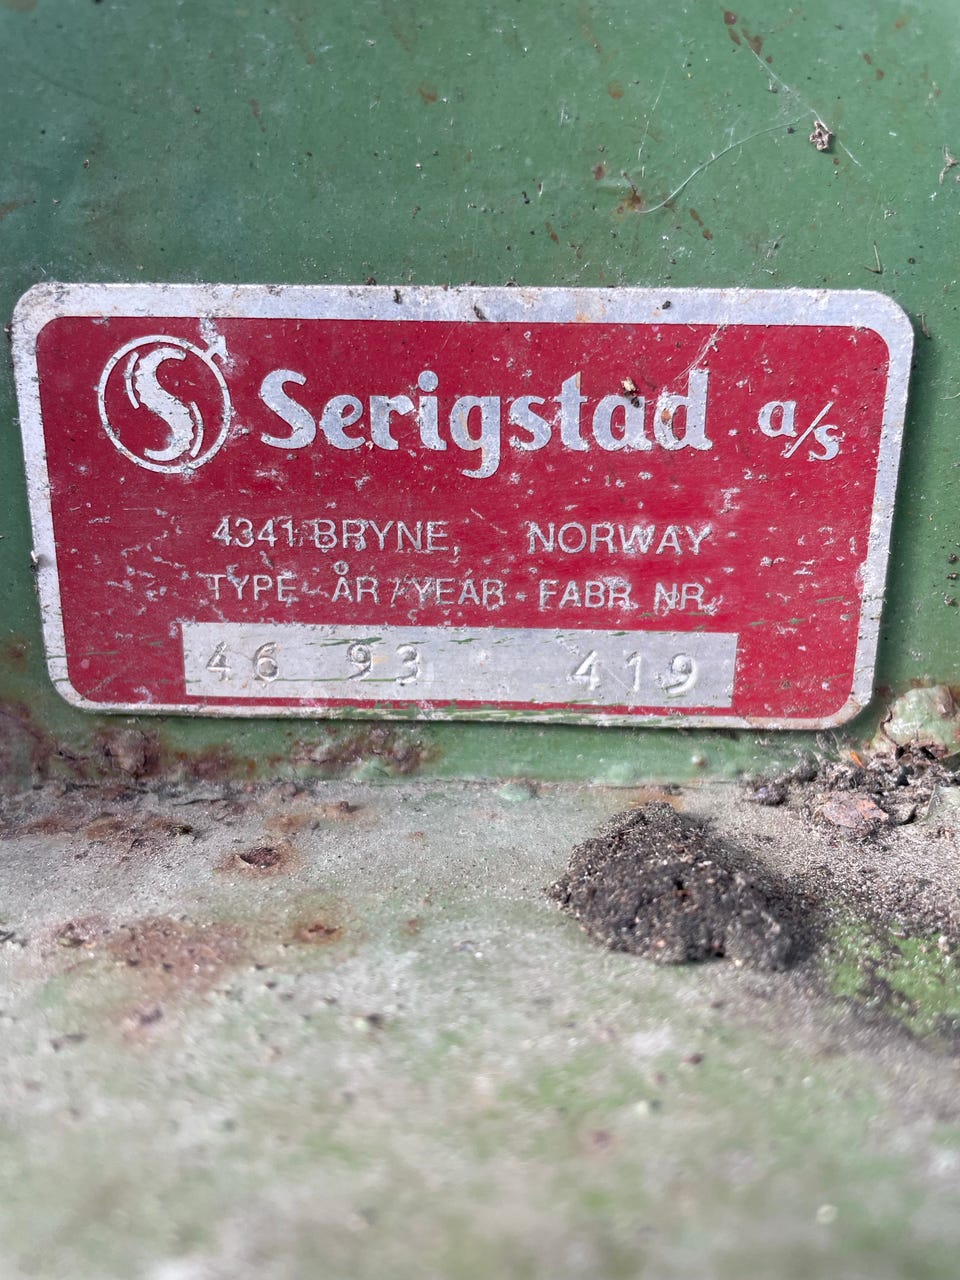 Serigstad a/s
4341 BRYNE, NORWAY
TYPE - ÅR / YEAR - FABR. NR.
46 93 419